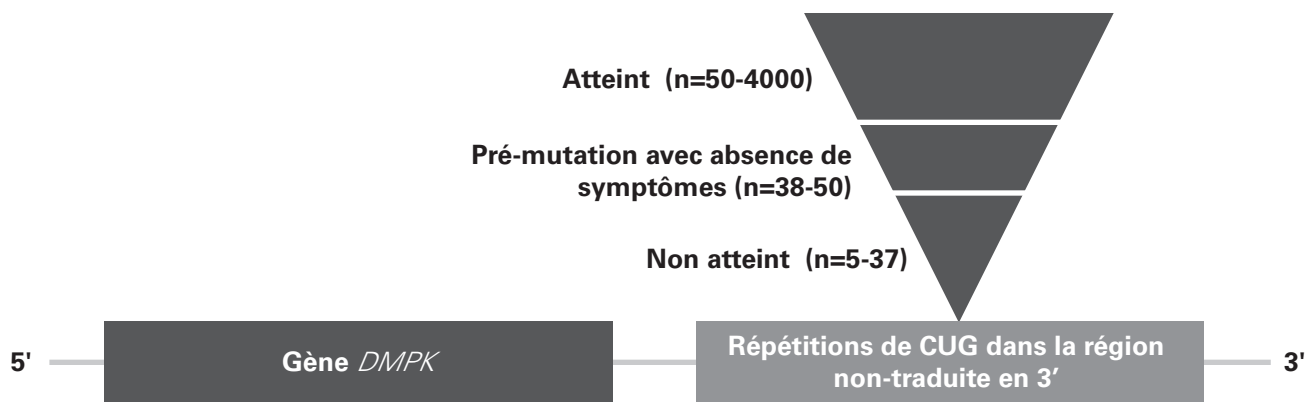 Atteint (n=50-4000)
Pré-mutation avec absence de
symptômes (n=38-50)
Non atteint (n=5-37)
5'
Gène DMPK
Répétitions de CUG dans la région
non-traduite en 3′
3'